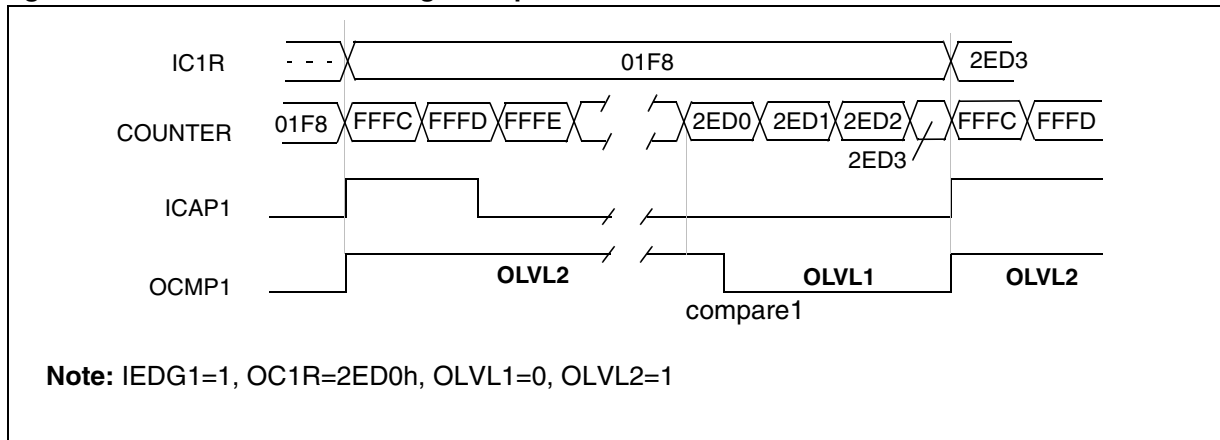 IC1R - - - 01F8 2ED3
COUNTER 01F8 FFFC FFFD FFFE 2ED0 2ED1 2ED2 FFFC FFFD
2ED3
ICAP1
OCMP1 OLVL2 OLVL1 OLVL2
compare1
Note: IEDG1=1, OC1R=2ED0h, OLVL1=0, OLVL2=1